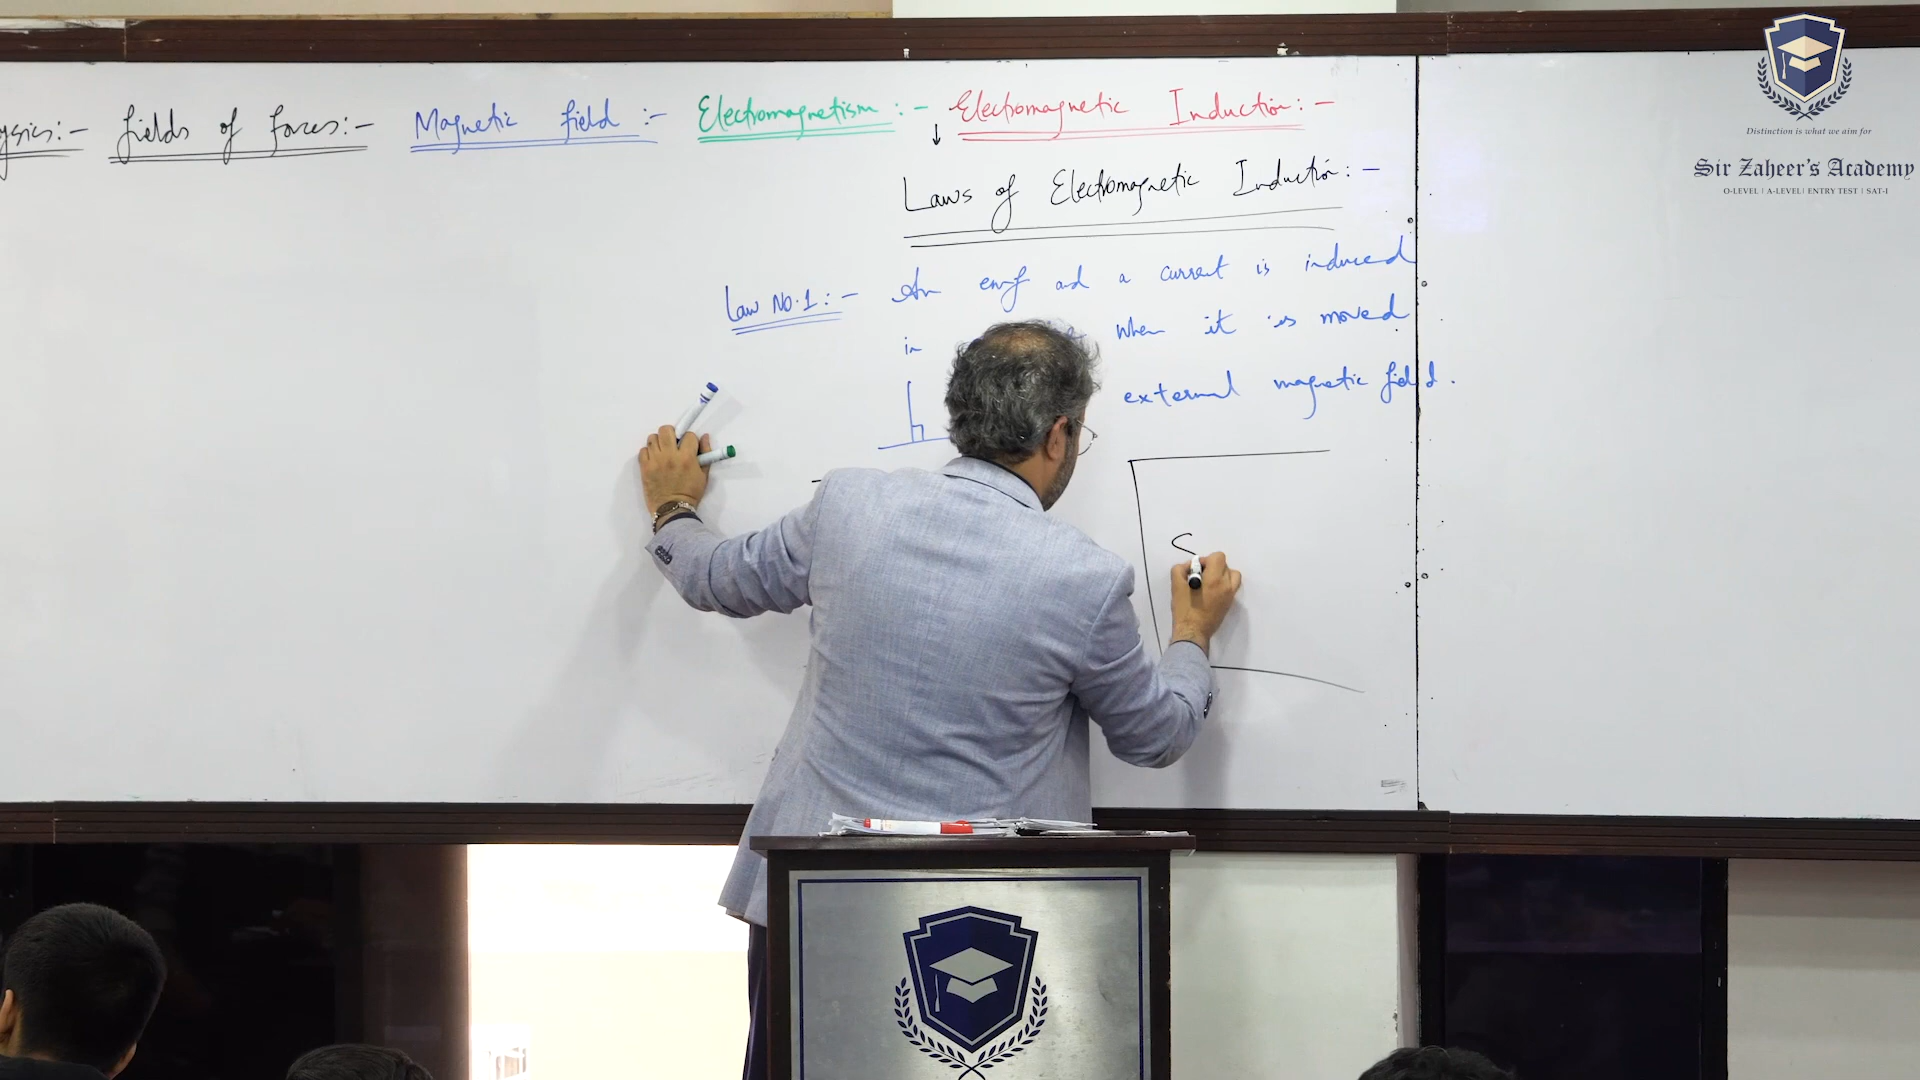 fields of forces:- Magnetic field :- Electromagnetism :- Electromagnetic Induction:-
Laws of Electromagnetic Induction:-
Law No.1:- An emf and a current is induced
in when it is moved
external magnetic field.
S
Distinction is what we aim for
Sir Zaheer's Academy
O-LEVEL | A-LEVEL | ENTRY TEST | SAT-I